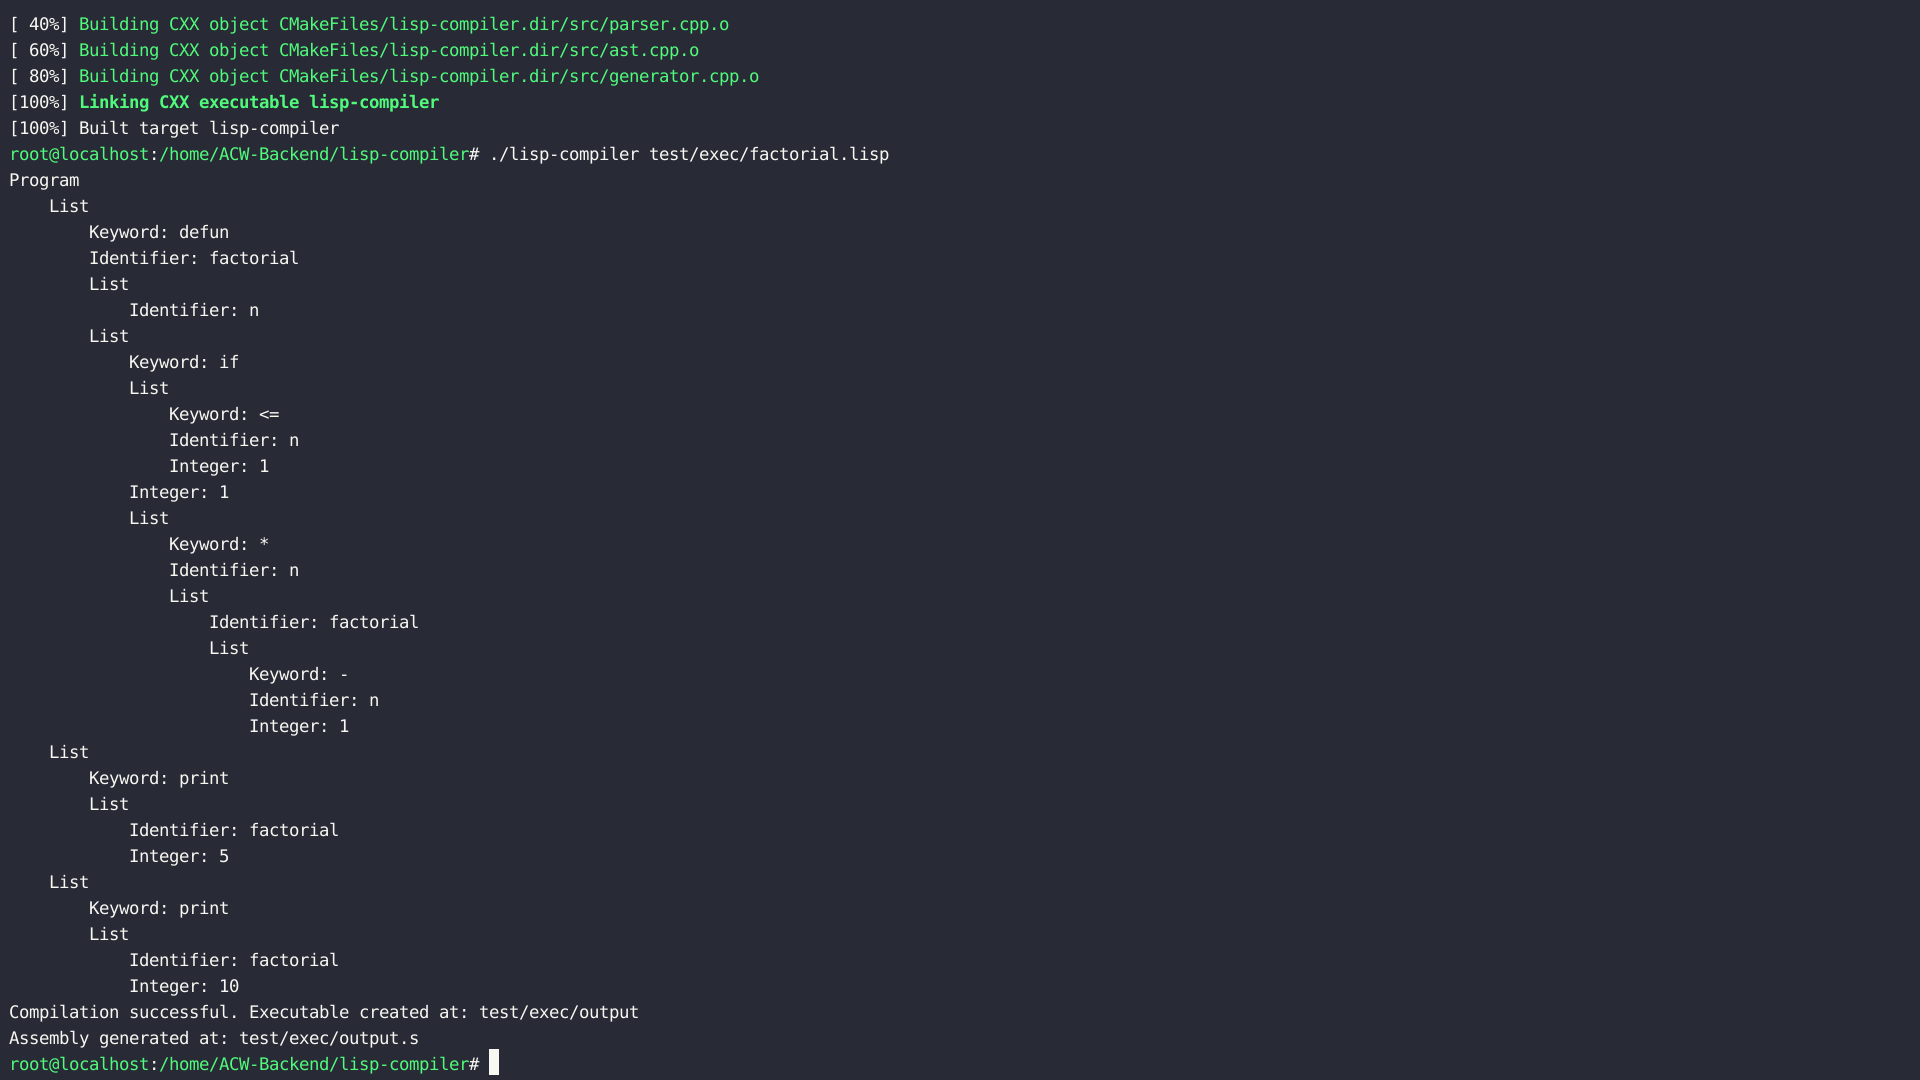 [ 40%] Building CXX object CMakeFiles/lisp-compiler.dir/src/parser.cpp.o
[ 60%] Building CXX object CMakeFiles/lisp-compiler.dir/src/ast.cpp.o
[ 80%] Building CXX object CMakeFiles/lisp-compiler.dir/src/generator.cpp.o
[100%] Linking CXX executable lisp-compiler
[100%] Built target lisp-compiler
root@localhost:/home/ACW-Backend/lisp-compiler# ./lisp-compiler test/exec/factorial.lisp
Program
    List
        Keyword: defun
        Identifier: factorial
        List
            Identifier: n
        List
            Keyword: if
            List
                Keyword: <=
                Identifier: n
                Integer: 1
            Integer: 1
            List
                Keyword: *
                Identifier: n
                List
                    Identifier: factorial
                    List
                        Keyword: -
                        Identifier: n
                        Integer: 1
    List
        Keyword: print
        List
            Identifier: factorial
            Integer: 5
    List
        Keyword: print
        List
            Identifier: factorial
            Integer: 10
Compilation successful. Executable created at: test/exec/output
Assembly generated at: test/exec/output.s
root@localhost:/home/ACW-Backend/lisp-compiler#